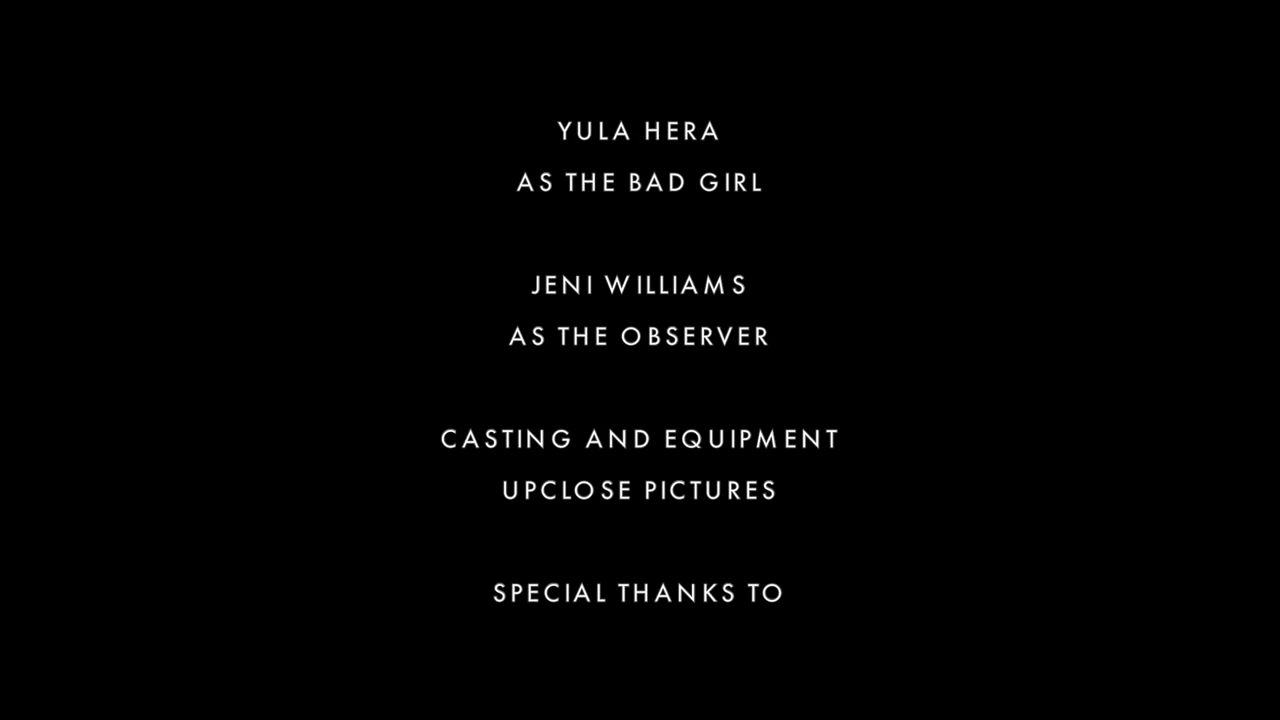 YULA HERA
AS THE BAD GIRL
JENI WILLIAMS
AS THE OBSERVER
CASTING AND EQUIPMENT
UPCLOSE PICTURES
SPECIAL THANKS TO